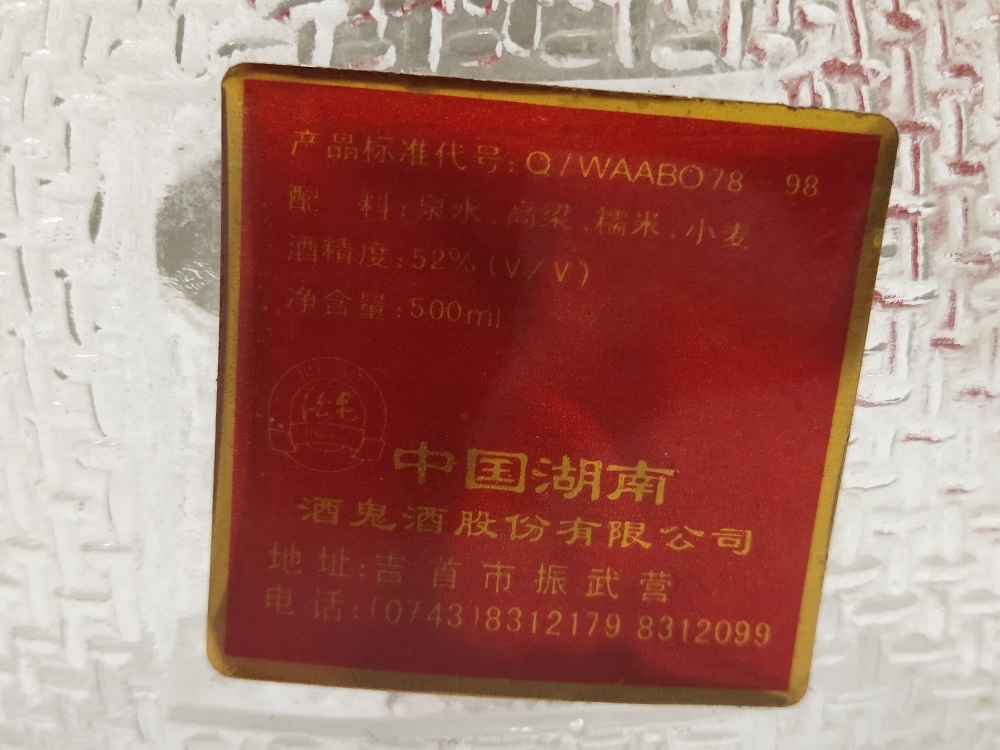 产品标准代号:Q/WAABO78-98
配 料:泉水、高梁、糯米、小麦
酒精度:52%(V/V)
净含量:500ml
中国湖南
酒鬼酒股份有限公司
地 址:吉首市振武营
电 话:(0743)8312179 8312099